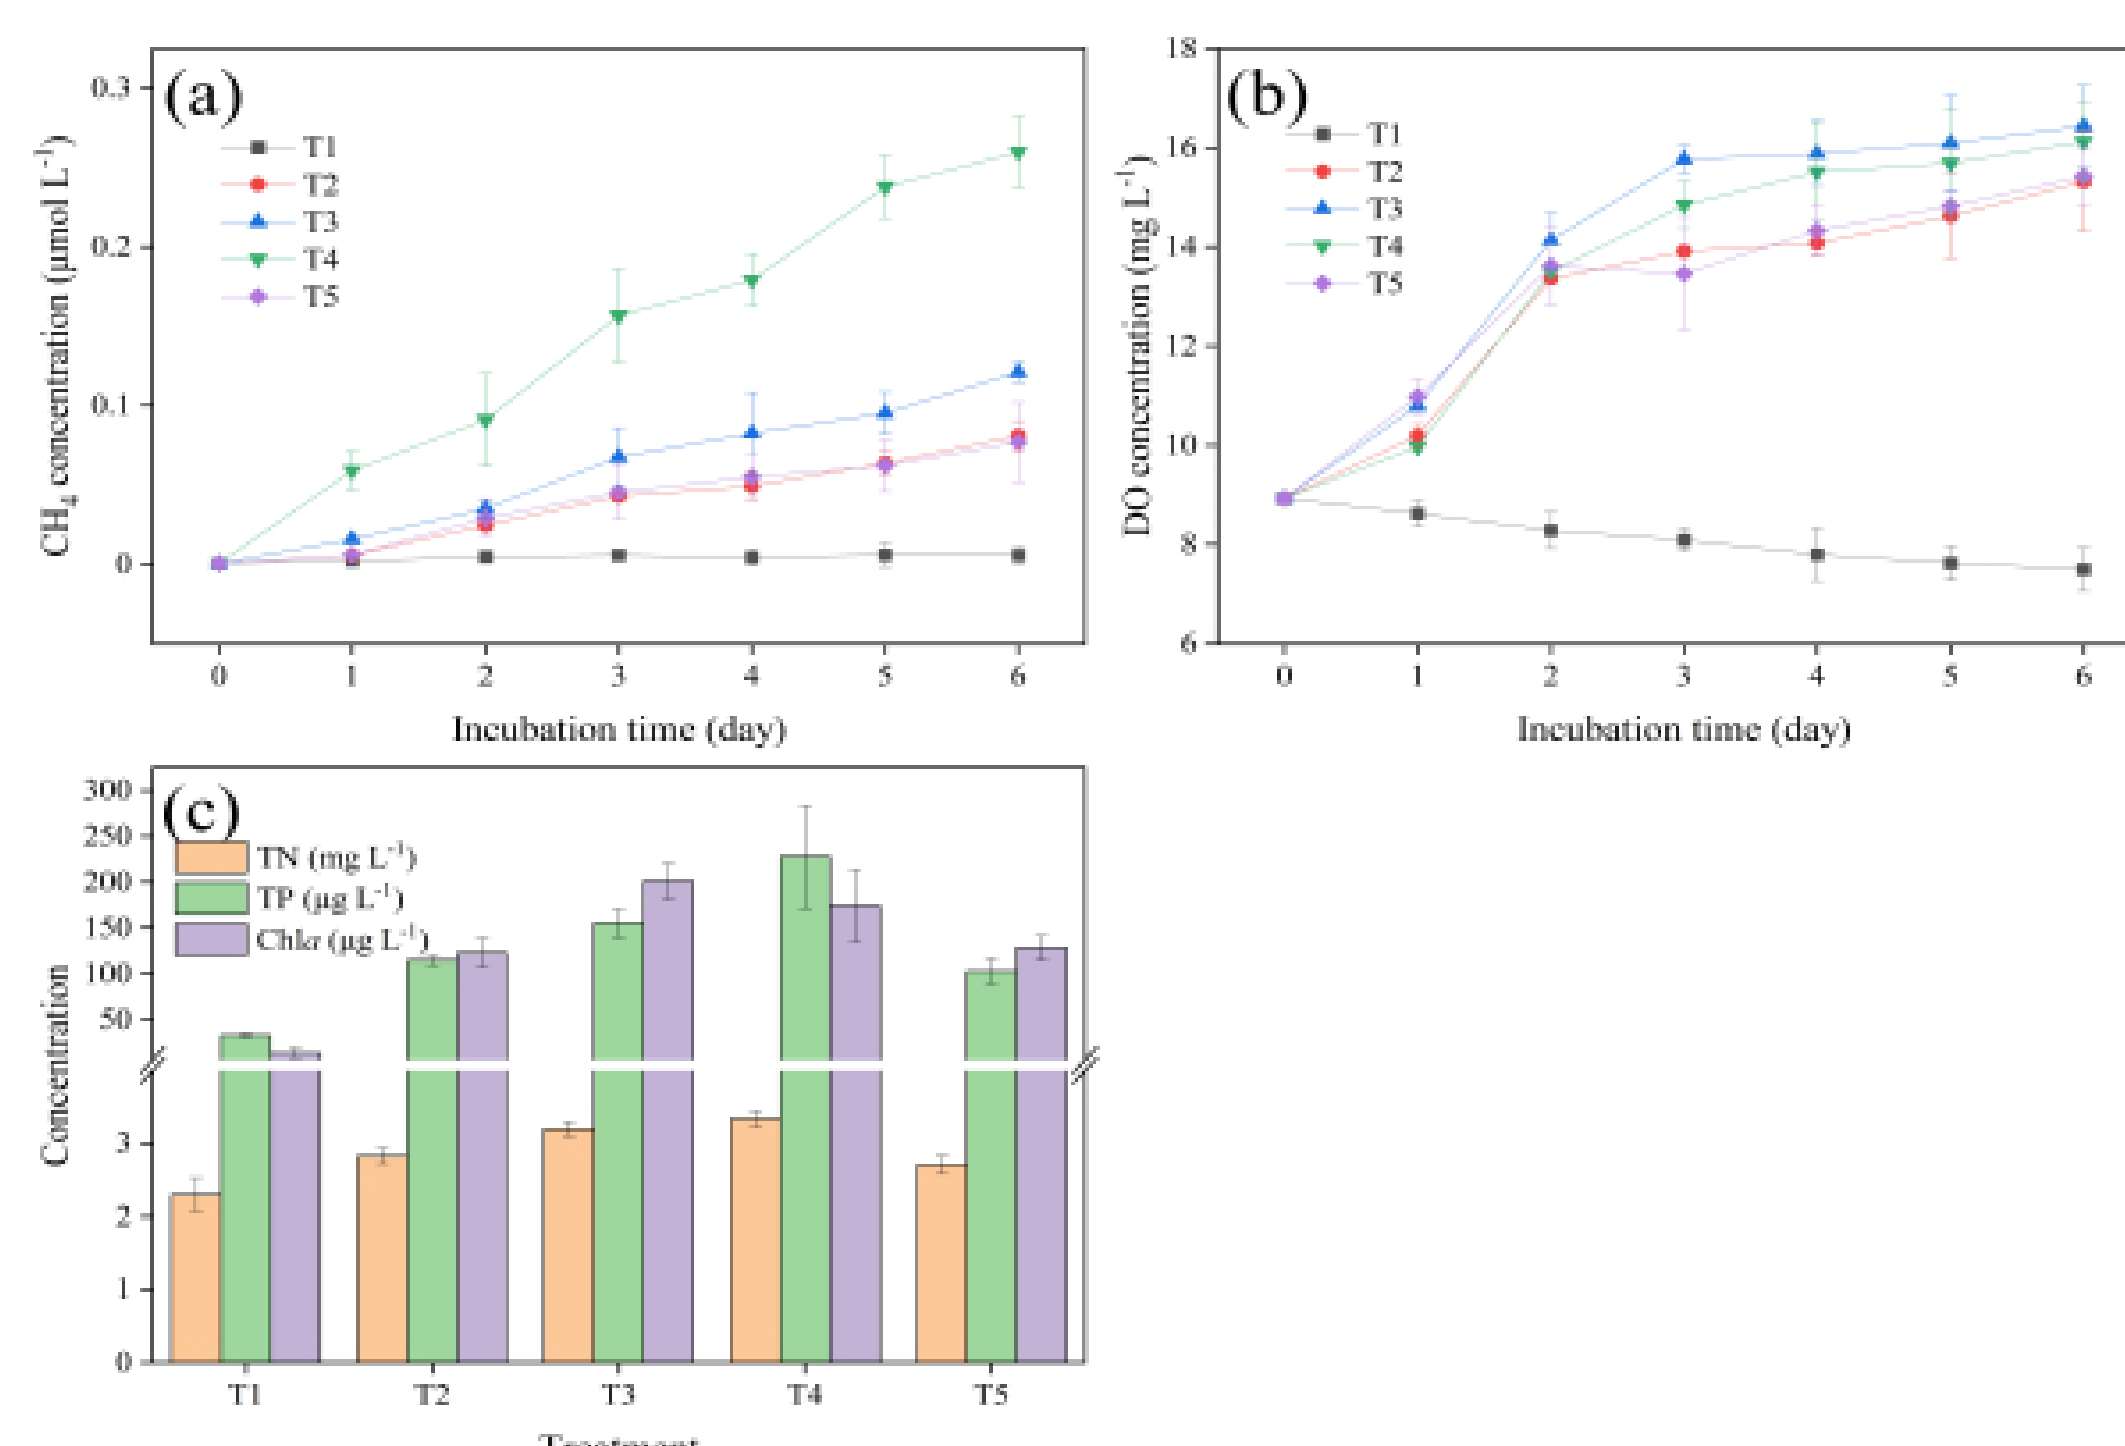 (a)
0.3
0.2
0.1
0
T1
T2
T3
T4
T5
CH₄ concentration (μmol L⁻¹)
0 1 2 3 4 5 6
Incubation time (day)
(b)
18
16
14
12
10
8
6
T1
T2
T3
T4
T5
DO concentration (mg L⁻¹)
0 1 2 3 4 5 6
Incubation time (day)
(c)
300
250
200
150
100
50
3
2
1
0
TN (mg L⁻¹)
TP (μg L⁻¹)
Chla (μg L⁻¹)
Concentration
T1 T2 T3 T4 T5
Treatment